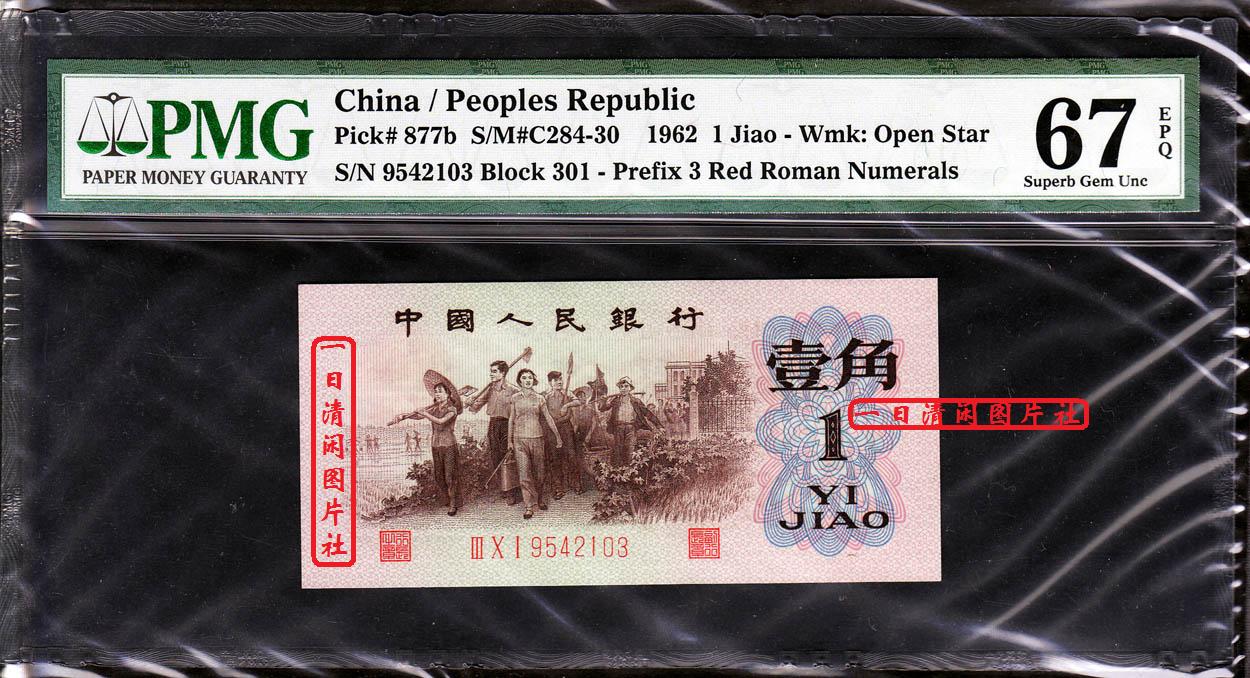 PMG
PAPER MONEY GUARANTY
China / Peoples Republic
Pick# 877b S/M#C284-30 1962 1 Jiao - Wmk: Open Star
S/N 9542103 Block 301 - Prefix 3 Red Roman Numerals
67
EPQ
Superb Gem Unc
中國人民銀行
壹角
1
YI
JIAO
ⅢⅩⅠ9542103
一日清闲图片社
一日清闲图片社